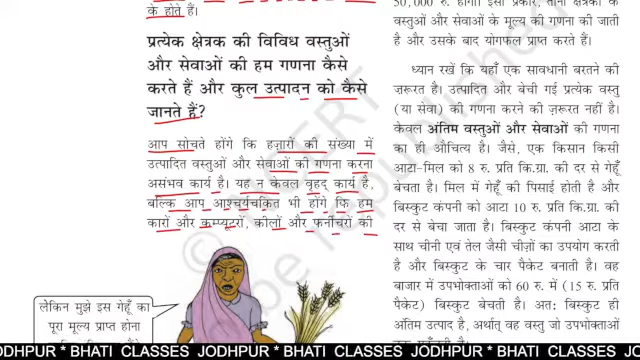 के होते हैं।
प्रत्येक क्षेत्रक की विविध वस्तुओं
और सेवाओं की हम गणना कैसे
करते हैं और कुल उत्पादन को कैसे
जानते हैं?
आप सोचते होंगे कि हज़ारों की संख्या में
उत्पादित वस्तुओं और सेवाओं की गणना करना
असंभव कार्य है। यह न केवल वृहद् कार्य है,
बल्कि आप आश्चर्यचकित भी होंगे कि हम
कारों और कम्प्यूटरों, कीलों और फर्नीचरों की
लेकिन मुझे इस गेहूँ का
पूरा मूल्य प्राप्त होना
50,000 रु. होगा। इसी प्रकार, तीनों क्षेत्रकों के
वस्तुओं और सेवाओं के मूल्य की गणना की जाती
है और उसके बाद योगफल प्राप्त करते हैं।
ध्यान रखें कि यहाँ एक सावधानी बरतने की
ज़रूरत है। उत्पादित और बेची गई प्रत्येक वस्तु
(या सेवा) की गणना करने की ज़रूरत नहीं है।
केवल अंतिम वस्तुओं और सेवाओं की गणना
का ही औचित्य है। जैसे, एक किसान किसी
आटा-मिल को 8 रु. प्रति कि.ग्रा. की दर से गेहूँ
बेचता है। मिल में गेहूँ की पिसाई होती है और
बिस्कुट कंपनी को आटा 10 रु. प्रति कि.ग्रा. की
दर से बेचा जाता है। बिस्कुट कंपनी आटा के
साथ चीनी एवं तेल जैसी चीज़ों का उपयोग करती
है और बिस्कुट के चार पैकेट बनाती है। वह
बाजार में उपभोक्ताओं को 60 रु. में (15 रु. प्रति
पैकेट) बिस्कुट बेचती है। अत: बिस्कुट ही
अंतिम उत्पाद है, अर्थात् वह वस्तु जो उपभोक्ताओं
JODHPUR * BHATI CLASSES JODHPUR * BHATI CLASSES JODHPUR * BHATI CLASSES